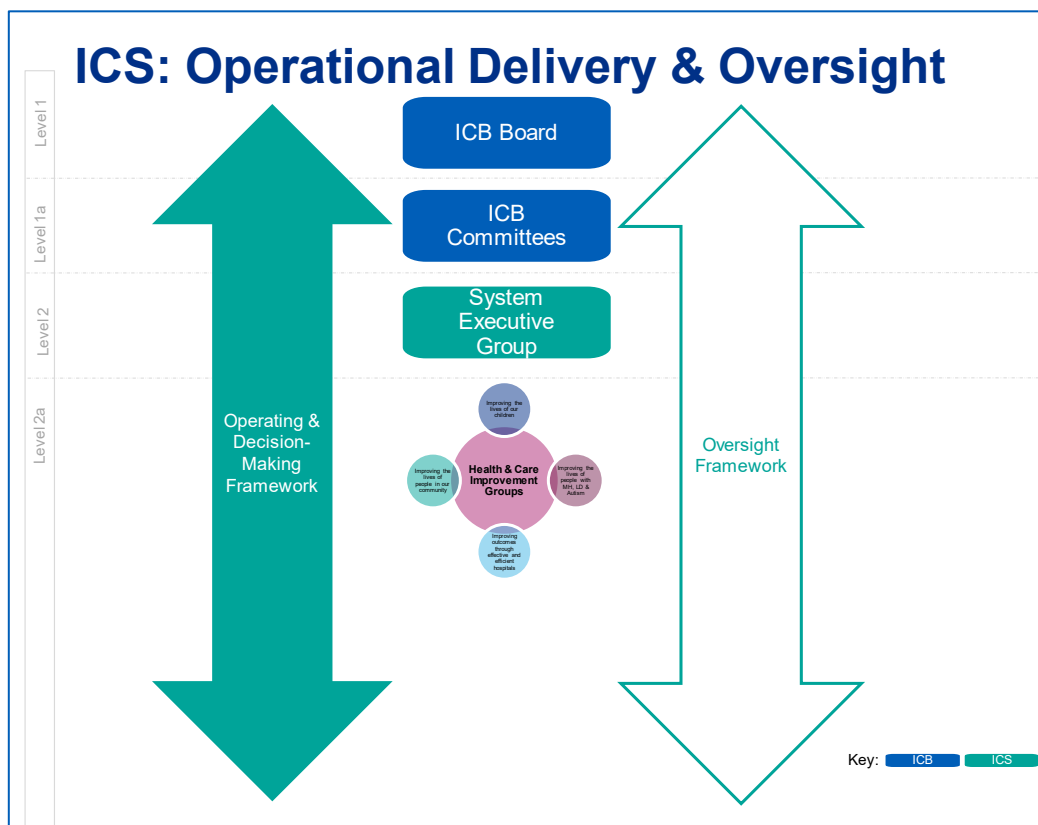 ICS: Operational Delivery & Oversight
Level 1
ICB Board
Level 1a
ICB
Committees
Level 2
System
Executive
Group
Level 2a
Operating &
Decision-
Making
Framework
Improving the
lives of our
children
Improving the
lives of
people in our
community
Health & Care
Improvement
Groups
Improving the
lives of
people with
MH, LD &
Autism
Improving
outcomes
through
effective and
efficient
hospitals
Oversight
Framework
Key:
ICB
ICS